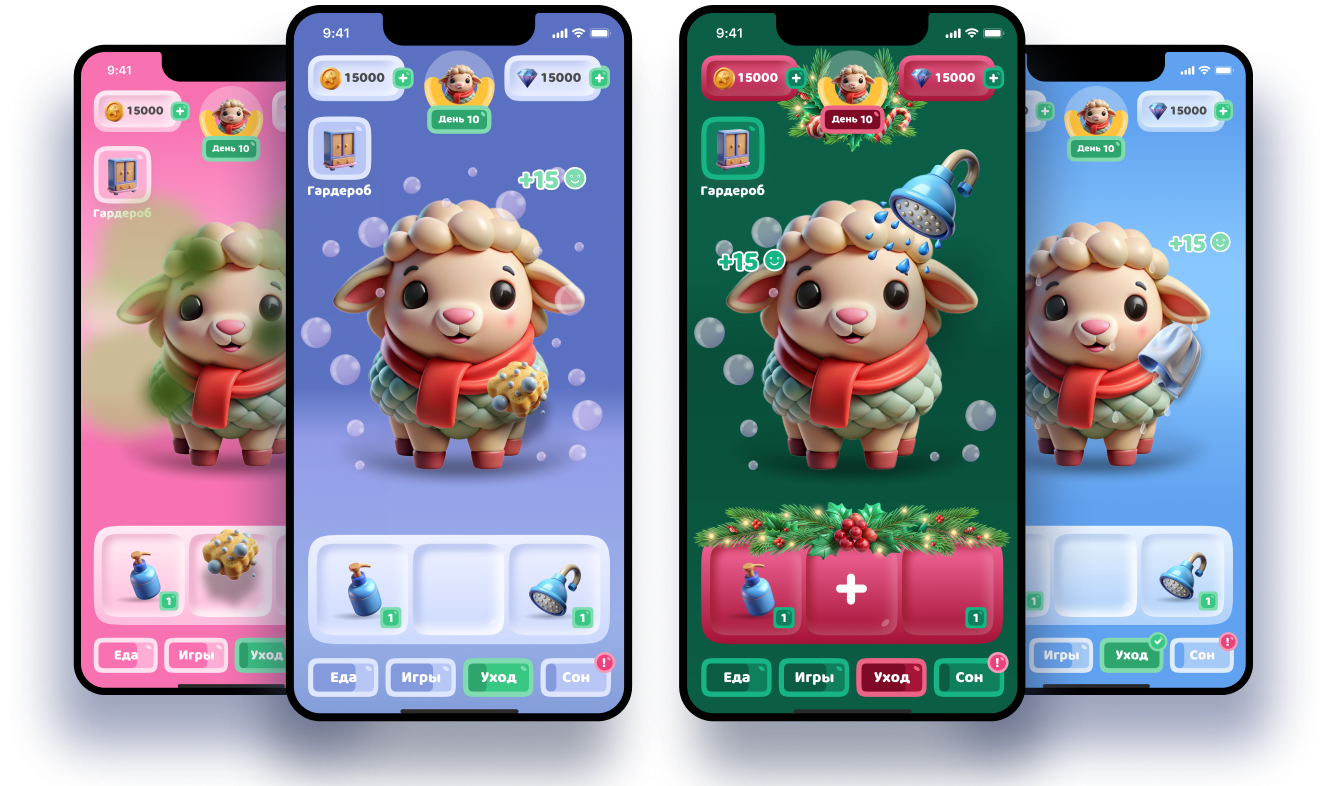 9:41
15000
День 10
Гардероб
1
Еда
Игры
Уход
9:41
15000
15000
День 10
Гардероб
+15
1
1
Еда
Игры
Уход
Сон
!
9:41
15000
15000
День 10
Гардероб
+15
1
1
Еда
Игры
Уход
Сон
!
15000
День 10
+15
1
1
Игры
Уход
Сон
!